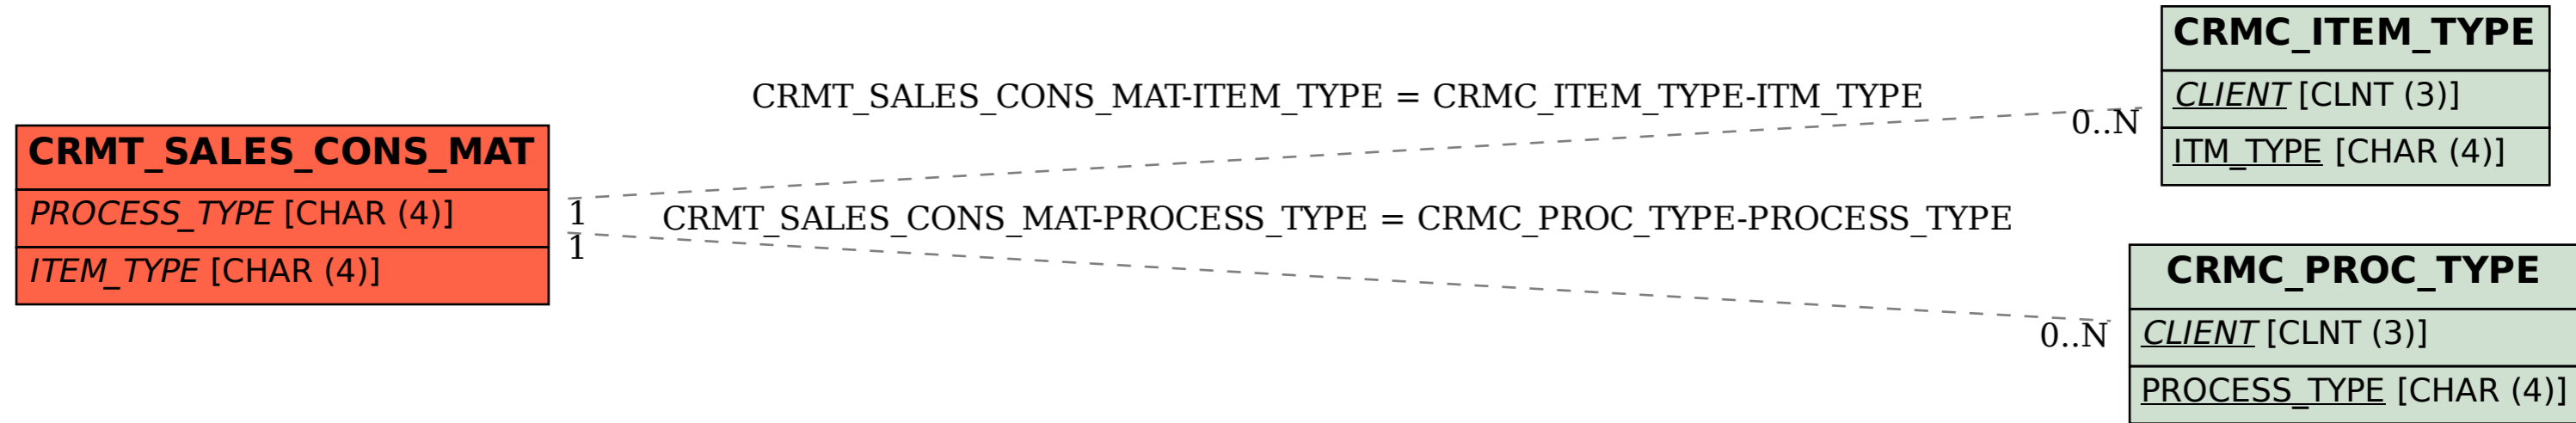 CRMT_SALES_CONS_MAT
PROCESS_TYPE [CHAR (4)]
ITEM_TYPE [CHAR (4)]
CRMT_SALES_CONS_MAT-ITEM_TYPE = CRMC_ITEM_TYPE-ITM_TYPE
1
0..N
CRMT_SALES_CONS_MAT-PROCESS_TYPE = CRMC_PROC_TYPE-PROCESS_TYPE
1
0..N
CRMC_ITEM_TYPE
CLIENT [CLNT (3)]
ITM_TYPE [CHAR (4)]
CRMC_PROC_TYPE
CLIENT [CLNT (3)]
PROCESS_TYPE [CHAR (4)]